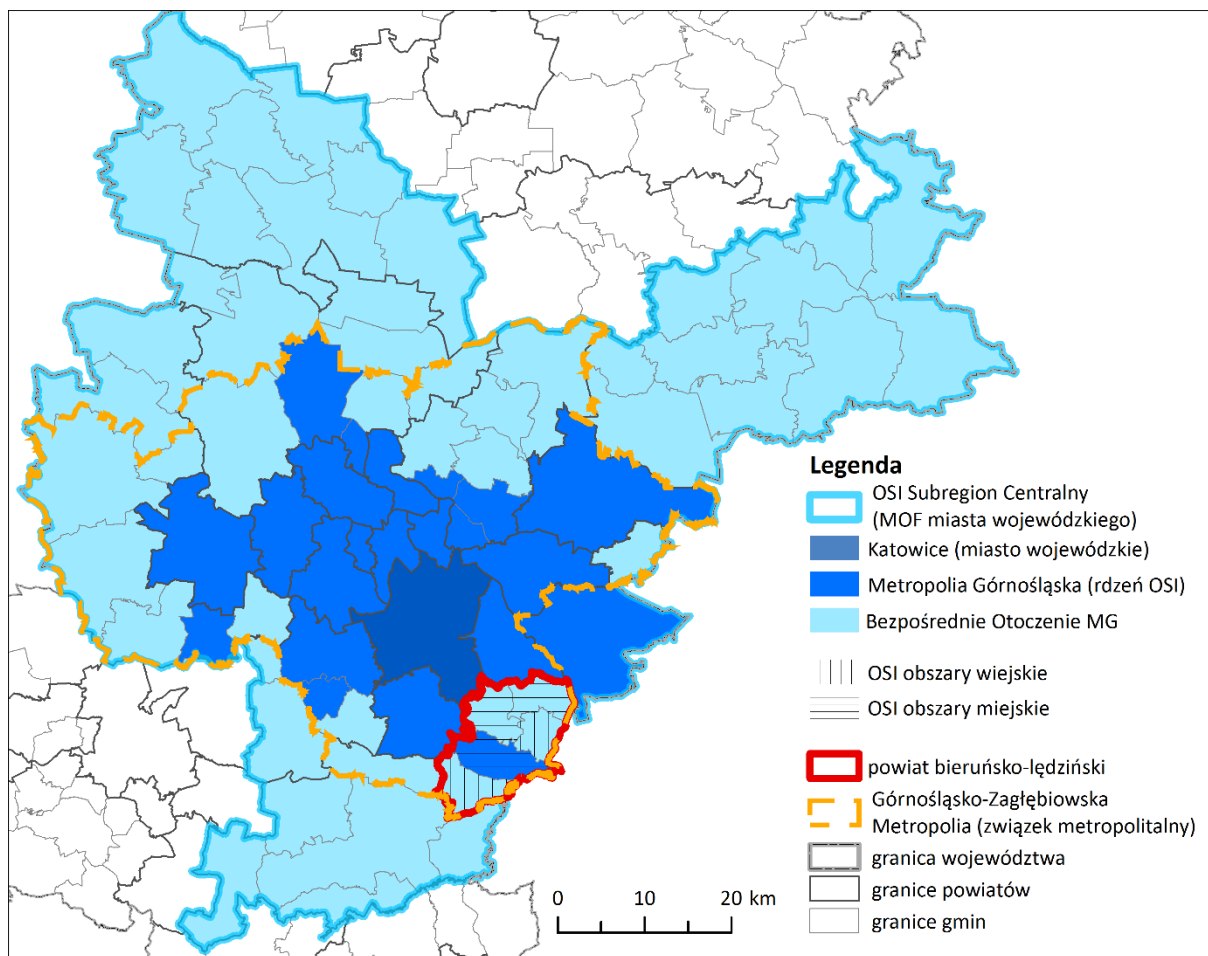 Legenda
OSI Subregion Centralny
(MOF miasta wojewódzkiego)
Katowice (miasto wojewódzkie)
Metropolia Górnośląska (rdzeń OSI)
Bezpośrednie Otoczenie MG
OSI obszary wiejskie
OSI obszary miejskie
powiat bieruńsko-lędziński
Górnośląsko-Zagłębiowska
Metropolia (związek metropolitalny)
granica województwa
granice powiatów
granice gmin
0 10 20 km